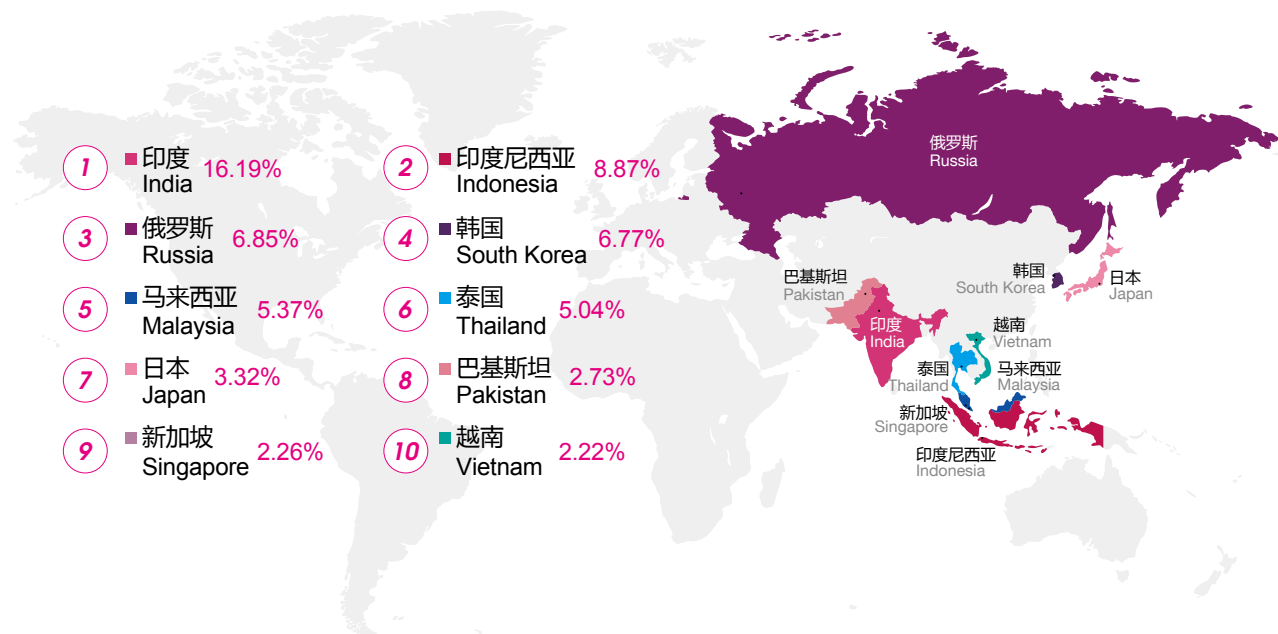 1
印度
India
16.19%
2
印度尼西亚
Indonesia
8.87%
3
俄罗斯
Russia
6.85%
4
韩国
South Korea
6.77%
5
马来西亚
Malaysia
5.37%
6
泰国
Thailand
5.04%
7
日本
Japan
3.32%
8
巴基斯坦
Pakistan
2.73%
9
新加坡
Singapore
2.26%
10
越南
Vietnam
2.22%
俄罗斯
Russia
韩国
South Korea
日本
Japan
巴基斯坦
Pakistan
印度
India
越南
Vietnam
泰国
Thailand
马来西亚
Malaysia
新加坡
Singapore
印度尼西亚
Indonesia